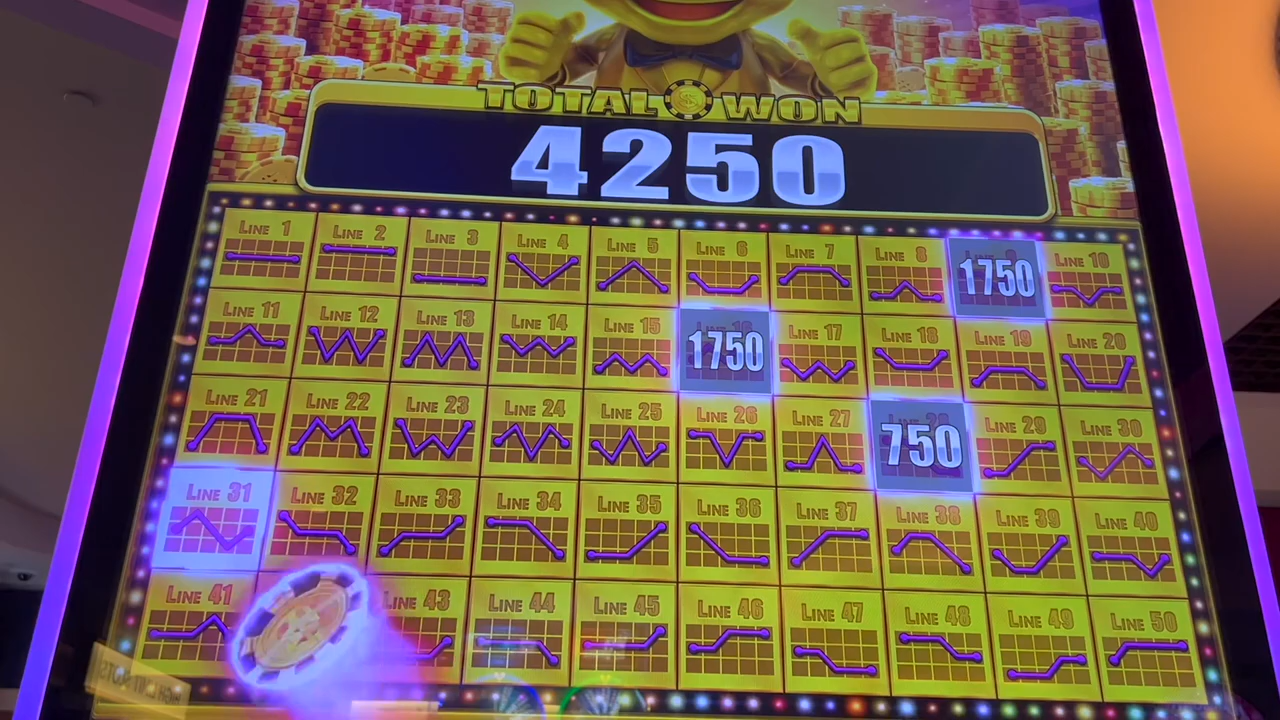 TOTAL WON
4250
LINE 1 LINE 2 LINE 3 LINE 4 LINE 5 LINE 6 LINE 7 LINE 8 1750 LINE 10
LINE 11 LINE 12 LINE 13 LINE 14 LINE 15 1750 LINE 17 LINE 18 LINE 19 LINE 20
LINE 21 LINE 22 LINE 23 LINE 24 LINE 25 LINE 26 LINE 27 750 LINE 29 LINE 30
LINE 31 LINE 32 LINE 33 LINE 34 LINE 35 LINE 36 LINE 37 LINE 38 LINE 39 LINE 40
LINE 41 LINE 43 LINE 44 LINE 45 LINE 46 LINE 47 LINE 48 LINE 49 LINE 50